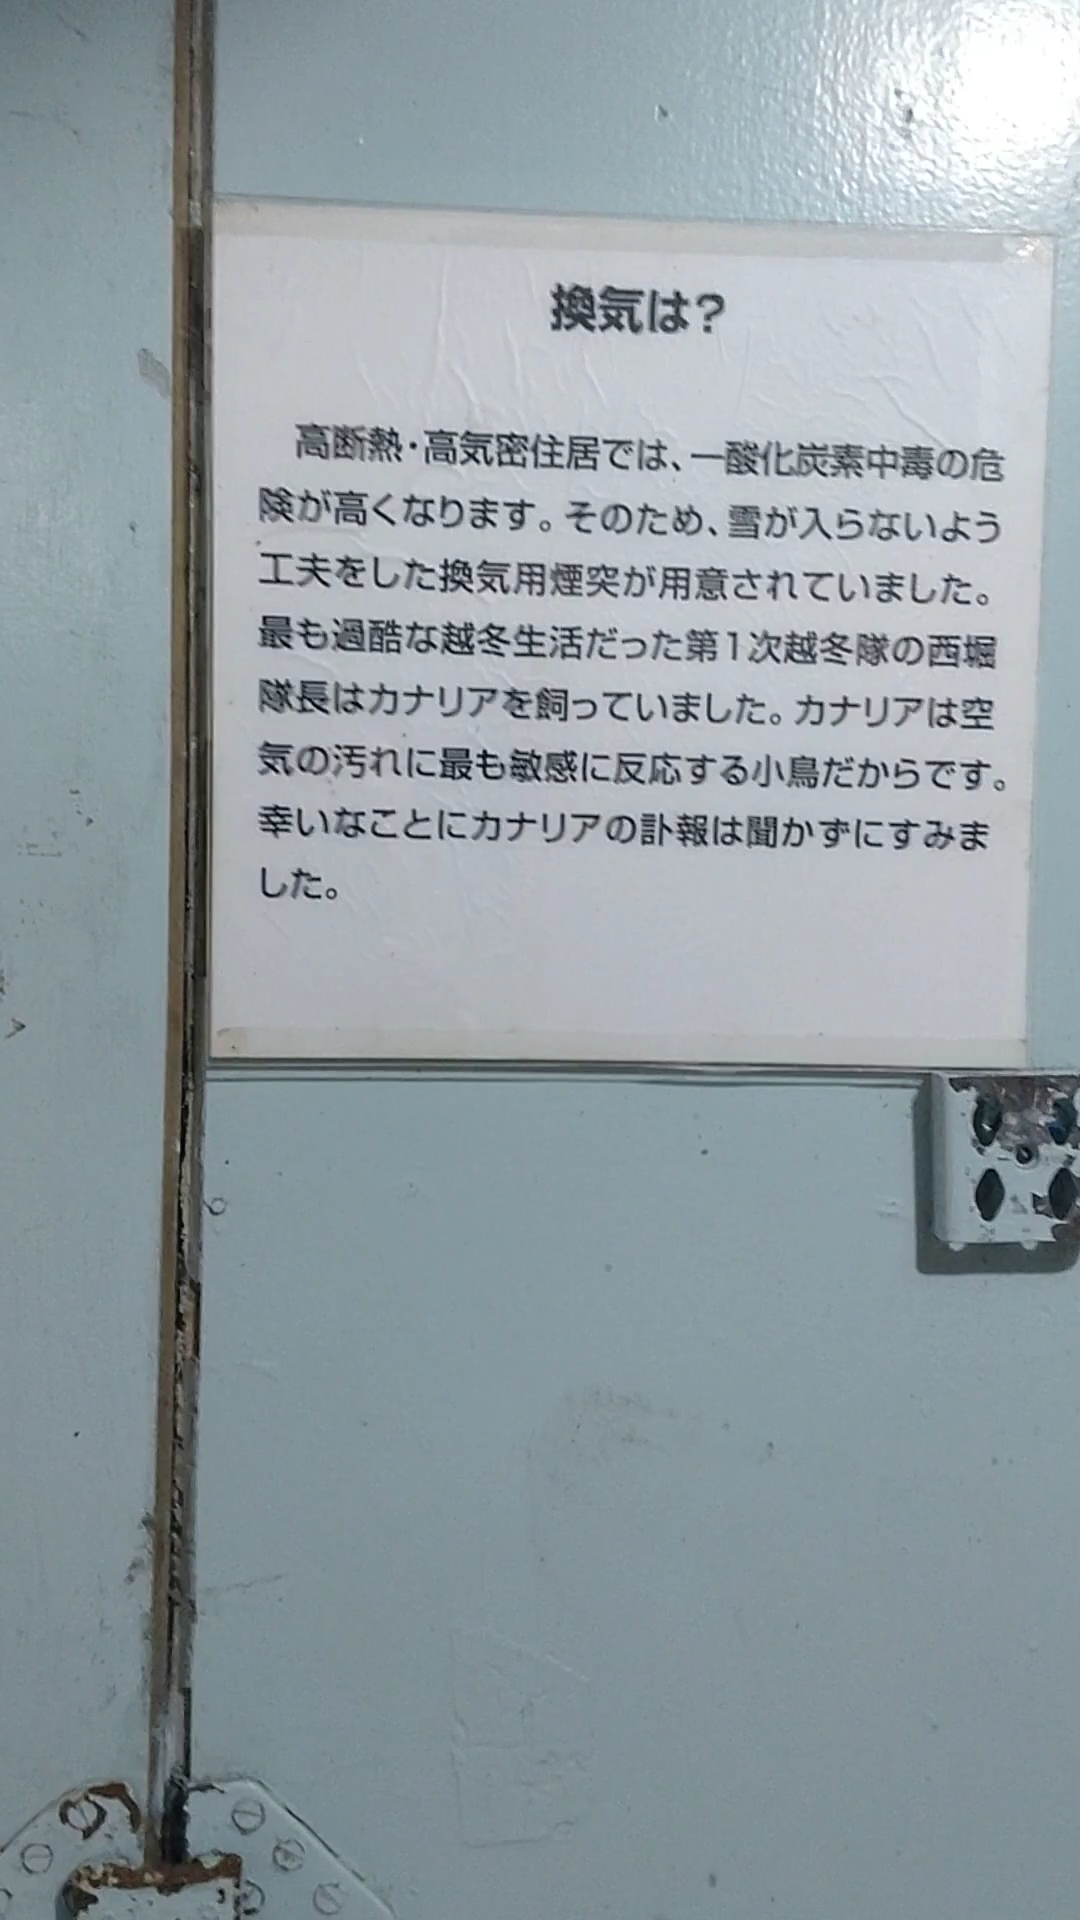 換気は?
高断熱・高気密住居では、一酸化炭素中毒の危
険が高くなります。そのため、雪が入らないよう
工夫をした換気用煙突が用意されていました。
最も過酷な越冬生活だった第1次越冬隊の西堀
隊長はカナリアを飼っていました。カナリアは空
気の汚れに最も敏感に反応する小鳥だからです。
幸いなことにカナリアの訃報は聞かずにすみま
した。